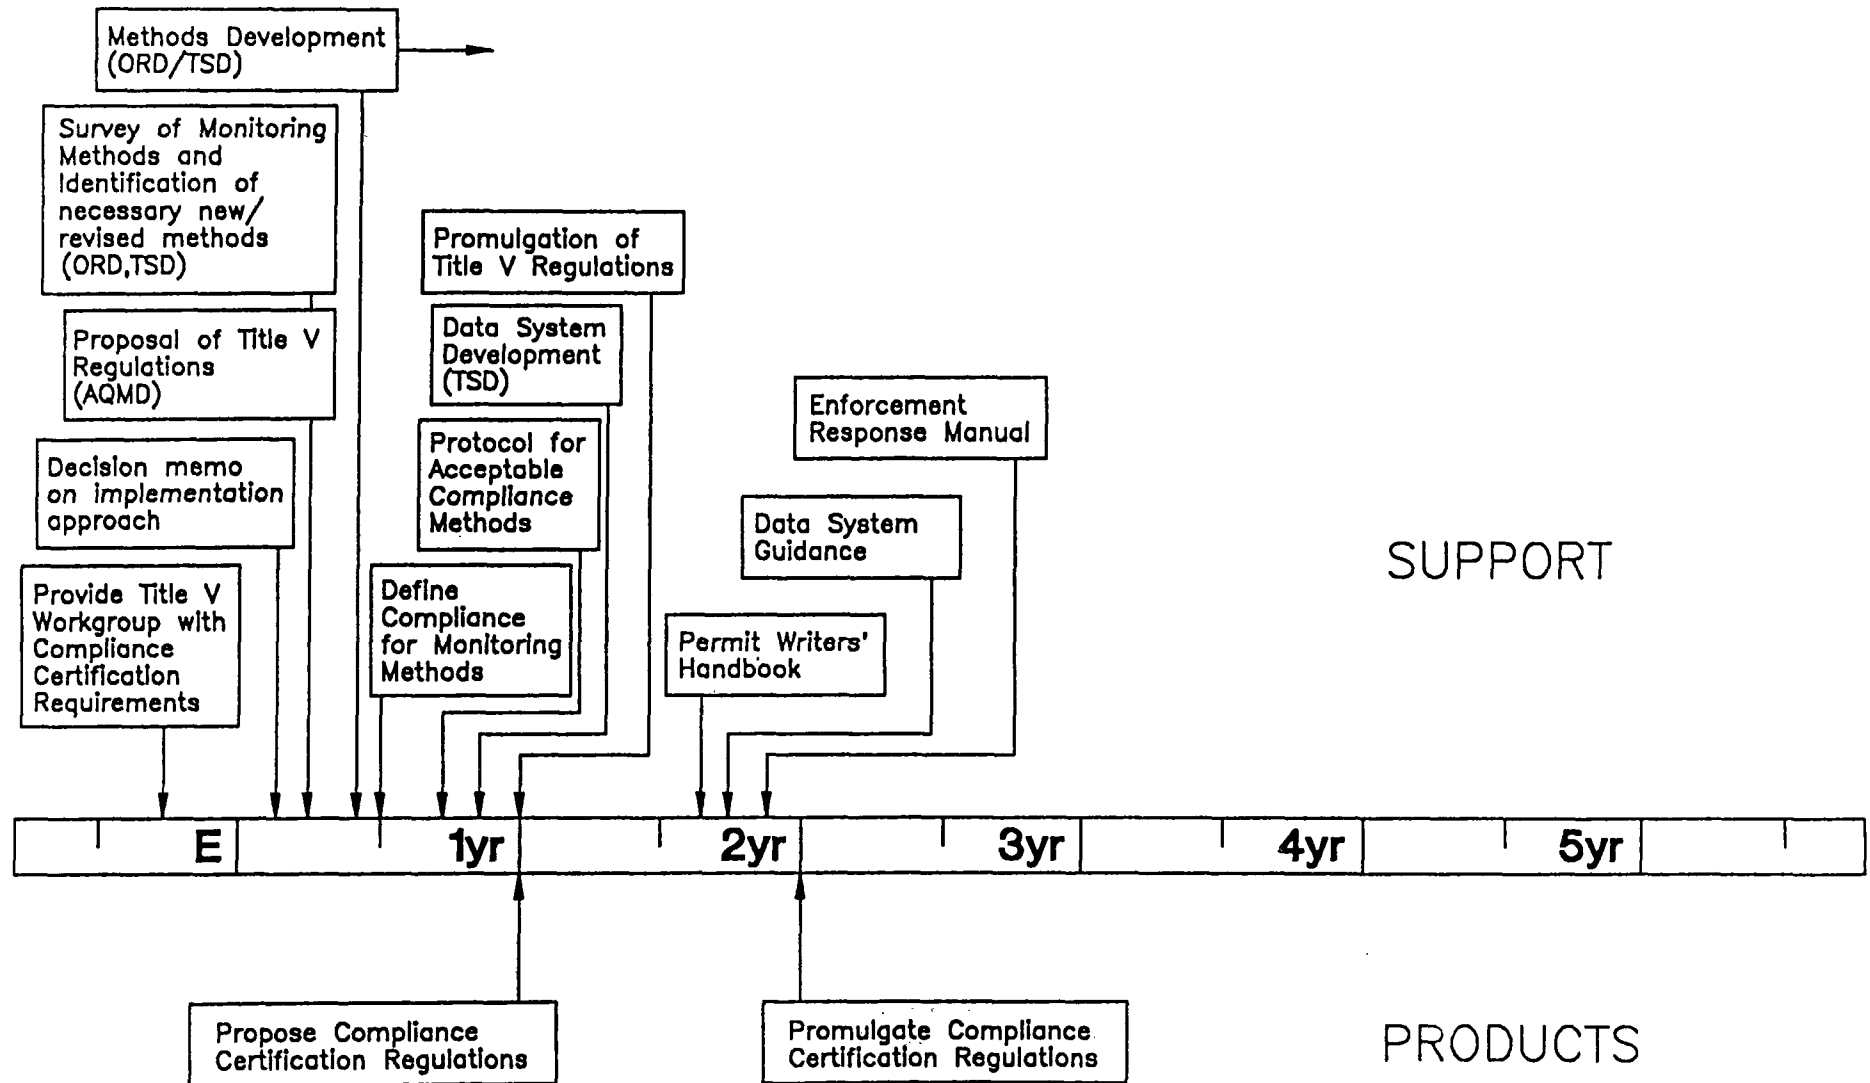 Methods Development
(ORD/TSD)
Survey of Monitoring
Methods and
Identification of
necessary new/
revised methods
(ORD,TSD)
Proposal of Title V
Regulations
(AQMD)
Decision memo
on implementation
approach
Provide Title V
Workgroup with
Compliance
Certification
Requirements
Promulgation of
Title V Regulations
Data System
Development
(TSD)
Protocol for
Acceptable
Compliance
Methods
Define
Compliance
for Monitoring
Methods
Enforcement
Response Manual
Data System
Guidance
Permit Writers'
Handbook
SUPPORT
E 1yr 2yr 3yr 4yr 5yr
Propose Compliance
Certification Regulations
Promulgate Compliance
Certification Regulations
PRODUCTS